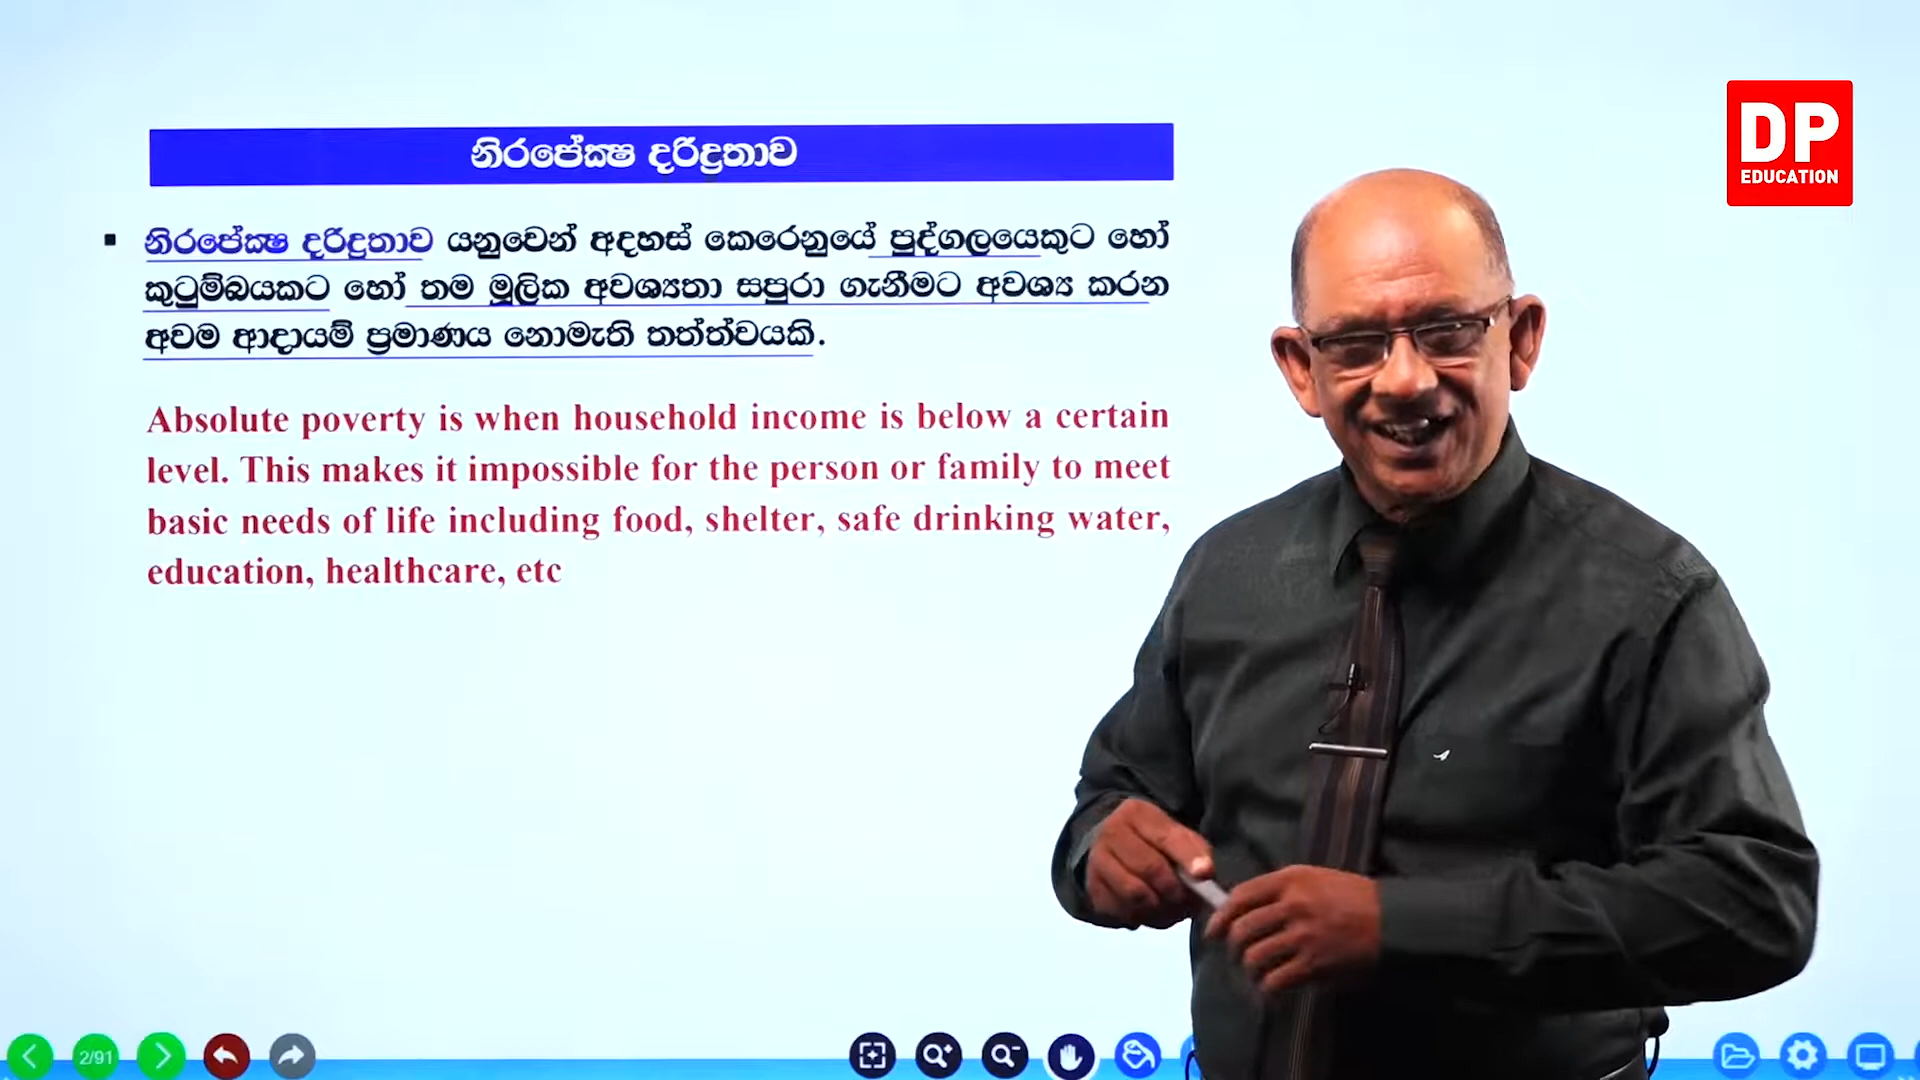 DP
EDUCATION
නිරපේක්‍ෂ දරිද්‍රතාව
▪ නිරපේක්‍ෂ දරිද්‍රතාව යනුවෙන් අදහස් කෙරෙනුයේ පුද්ගලයෙකුට හෝ
කුටුම්බයකට හෝ තම මූලික අවශ්‍යතා සපුරා ගැනීමට අවශ්‍ය කරන
අවම ආදායම් ප්‍රමාණය නොමැති තත්ත්වයකි.
Absolute poverty is when household income is below a certain
level. This makes it impossible for the person or family to meet
basic needs of life including food, shelter, safe drinking water,
education, healthcare, etc
2/91